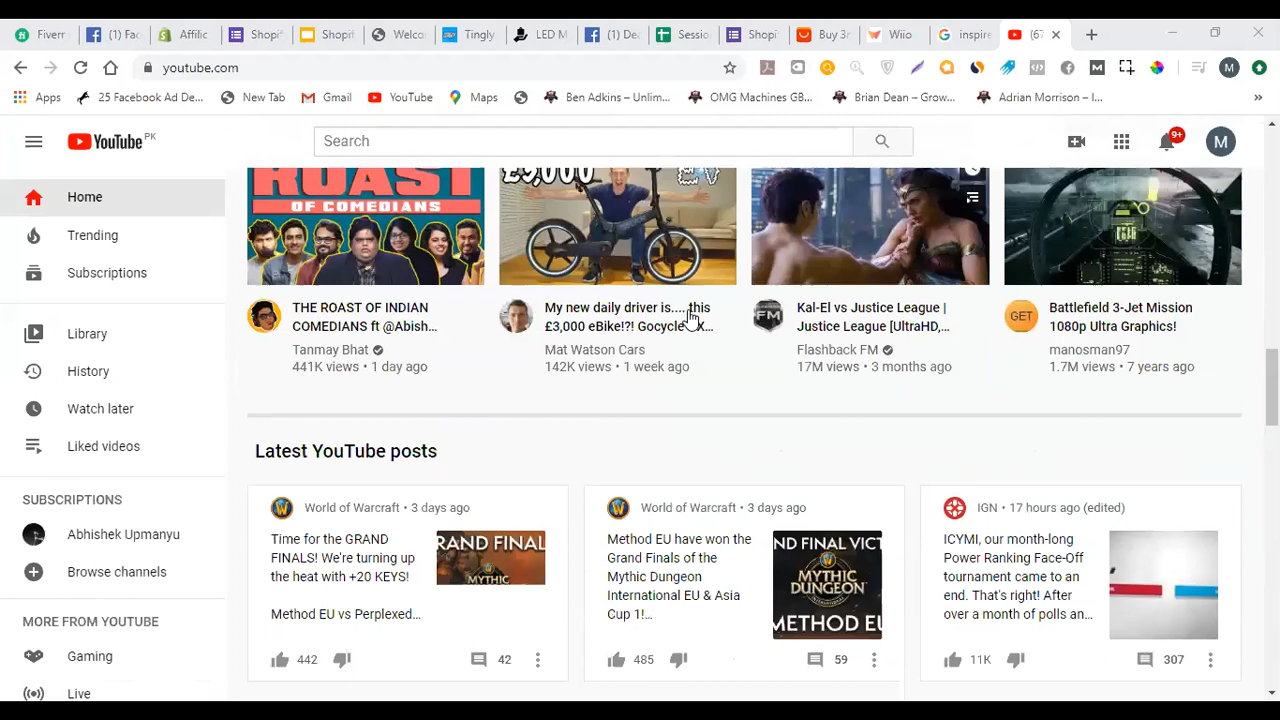 Fiverr
(1) Fac
Affilic
Shopi
Shopi
Welco
Tingly
LED M
(1) De
Sessio
Shopi
Buy 3r
Wiio
inspire
(67
youtube.com
M
Apps
25 Facebook Ad De...
New Tab
Gmail
YouTube
Maps
Ben Adkins – Unlim...
OMG Machines GB...
Brian Dean – Grow...
Adrian Morrison – I...
»
YouTube PK
Search
9+
M
Home
Trending
Subscriptions
Library
History
Watch later
Liked videos
SUBSCRIPTIONS
Abhishek Upmanyu
Browse channels
MORE FROM YOUTUBE
Gaming
Live
ROAST
OF COMEDIANS
£3,000
THE ROAST OF INDIAN
COMEDIANS ft @Abish...
Tanmay Bhat
441K views • 1 day ago
My new daily driver is.....this
£3,000 eBike!?! Gocycle
Mat Watson Cars
142K views • 1 week ago
FM
Kal-El vs Justice League |
Justice League [UltraHD,...
Flashback FM
17M views • 3 months ago
GET
Battlefield 3-Jet Mission
1080p Ultra Graphics!
manosman97
1.7M views • 7 years ago
Latest YouTube posts
World of Warcraft • 3 days ago
Time for the GRAND
FINALS! We're turning up
the heat with +20 KEYS!
Method EU vs Perplexed...
RAND FINAL
MYTHIC
442
42
World of Warcraft • 3 days ago
Method EU have won the
Grand Finals of the
Mythic Dungeon
International EU & Asia
Cup 1!...
ND FINAL VICT
MYTHIC
DUNGEON
METHOD EU
485
59
IGN • 17 hours ago (edited)
ICYMI, our month-long
Power Ranking Face-Off
tournament came to an
end. That's right! After
over a month of polls an...
11K
307